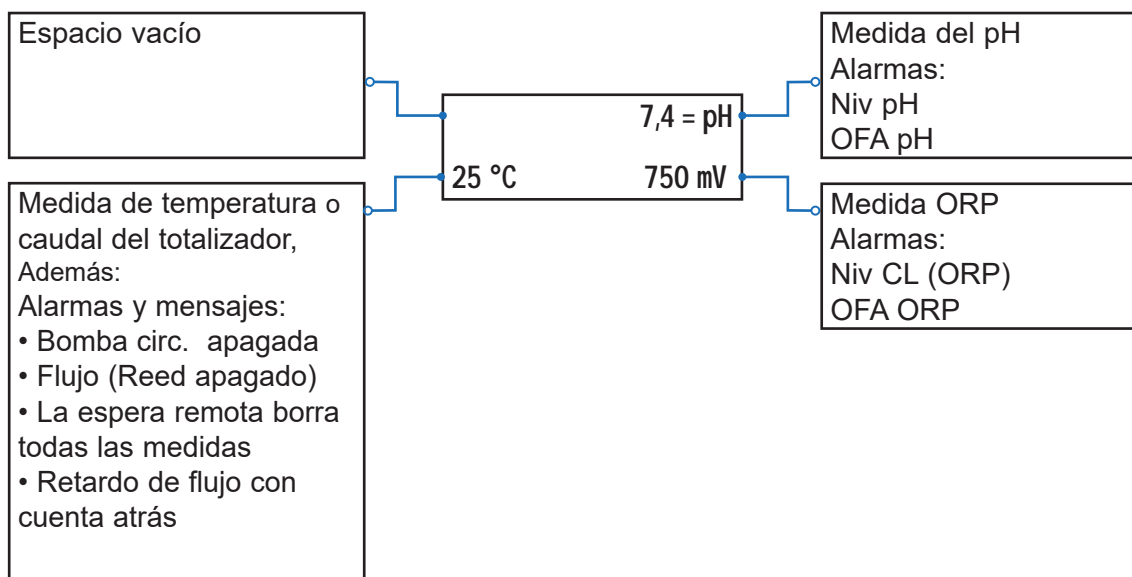 Espacio vacío
Medida de temperatura o
caudal del totalizador,
Además:
Alarmas y mensajes:
• Bomba circ.  apagada
• Flujo (Reed apagado)
• La espera remota borra
todas las medidas
• Retardo de flujo con
cuenta atrás
7,4 = pH
25 °C 750 mV
Medida del pH
Alarmas:
Niv pH
OFA pH
Medida ORP
Alarmas:
Niv CL (ORP)
OFA ORP